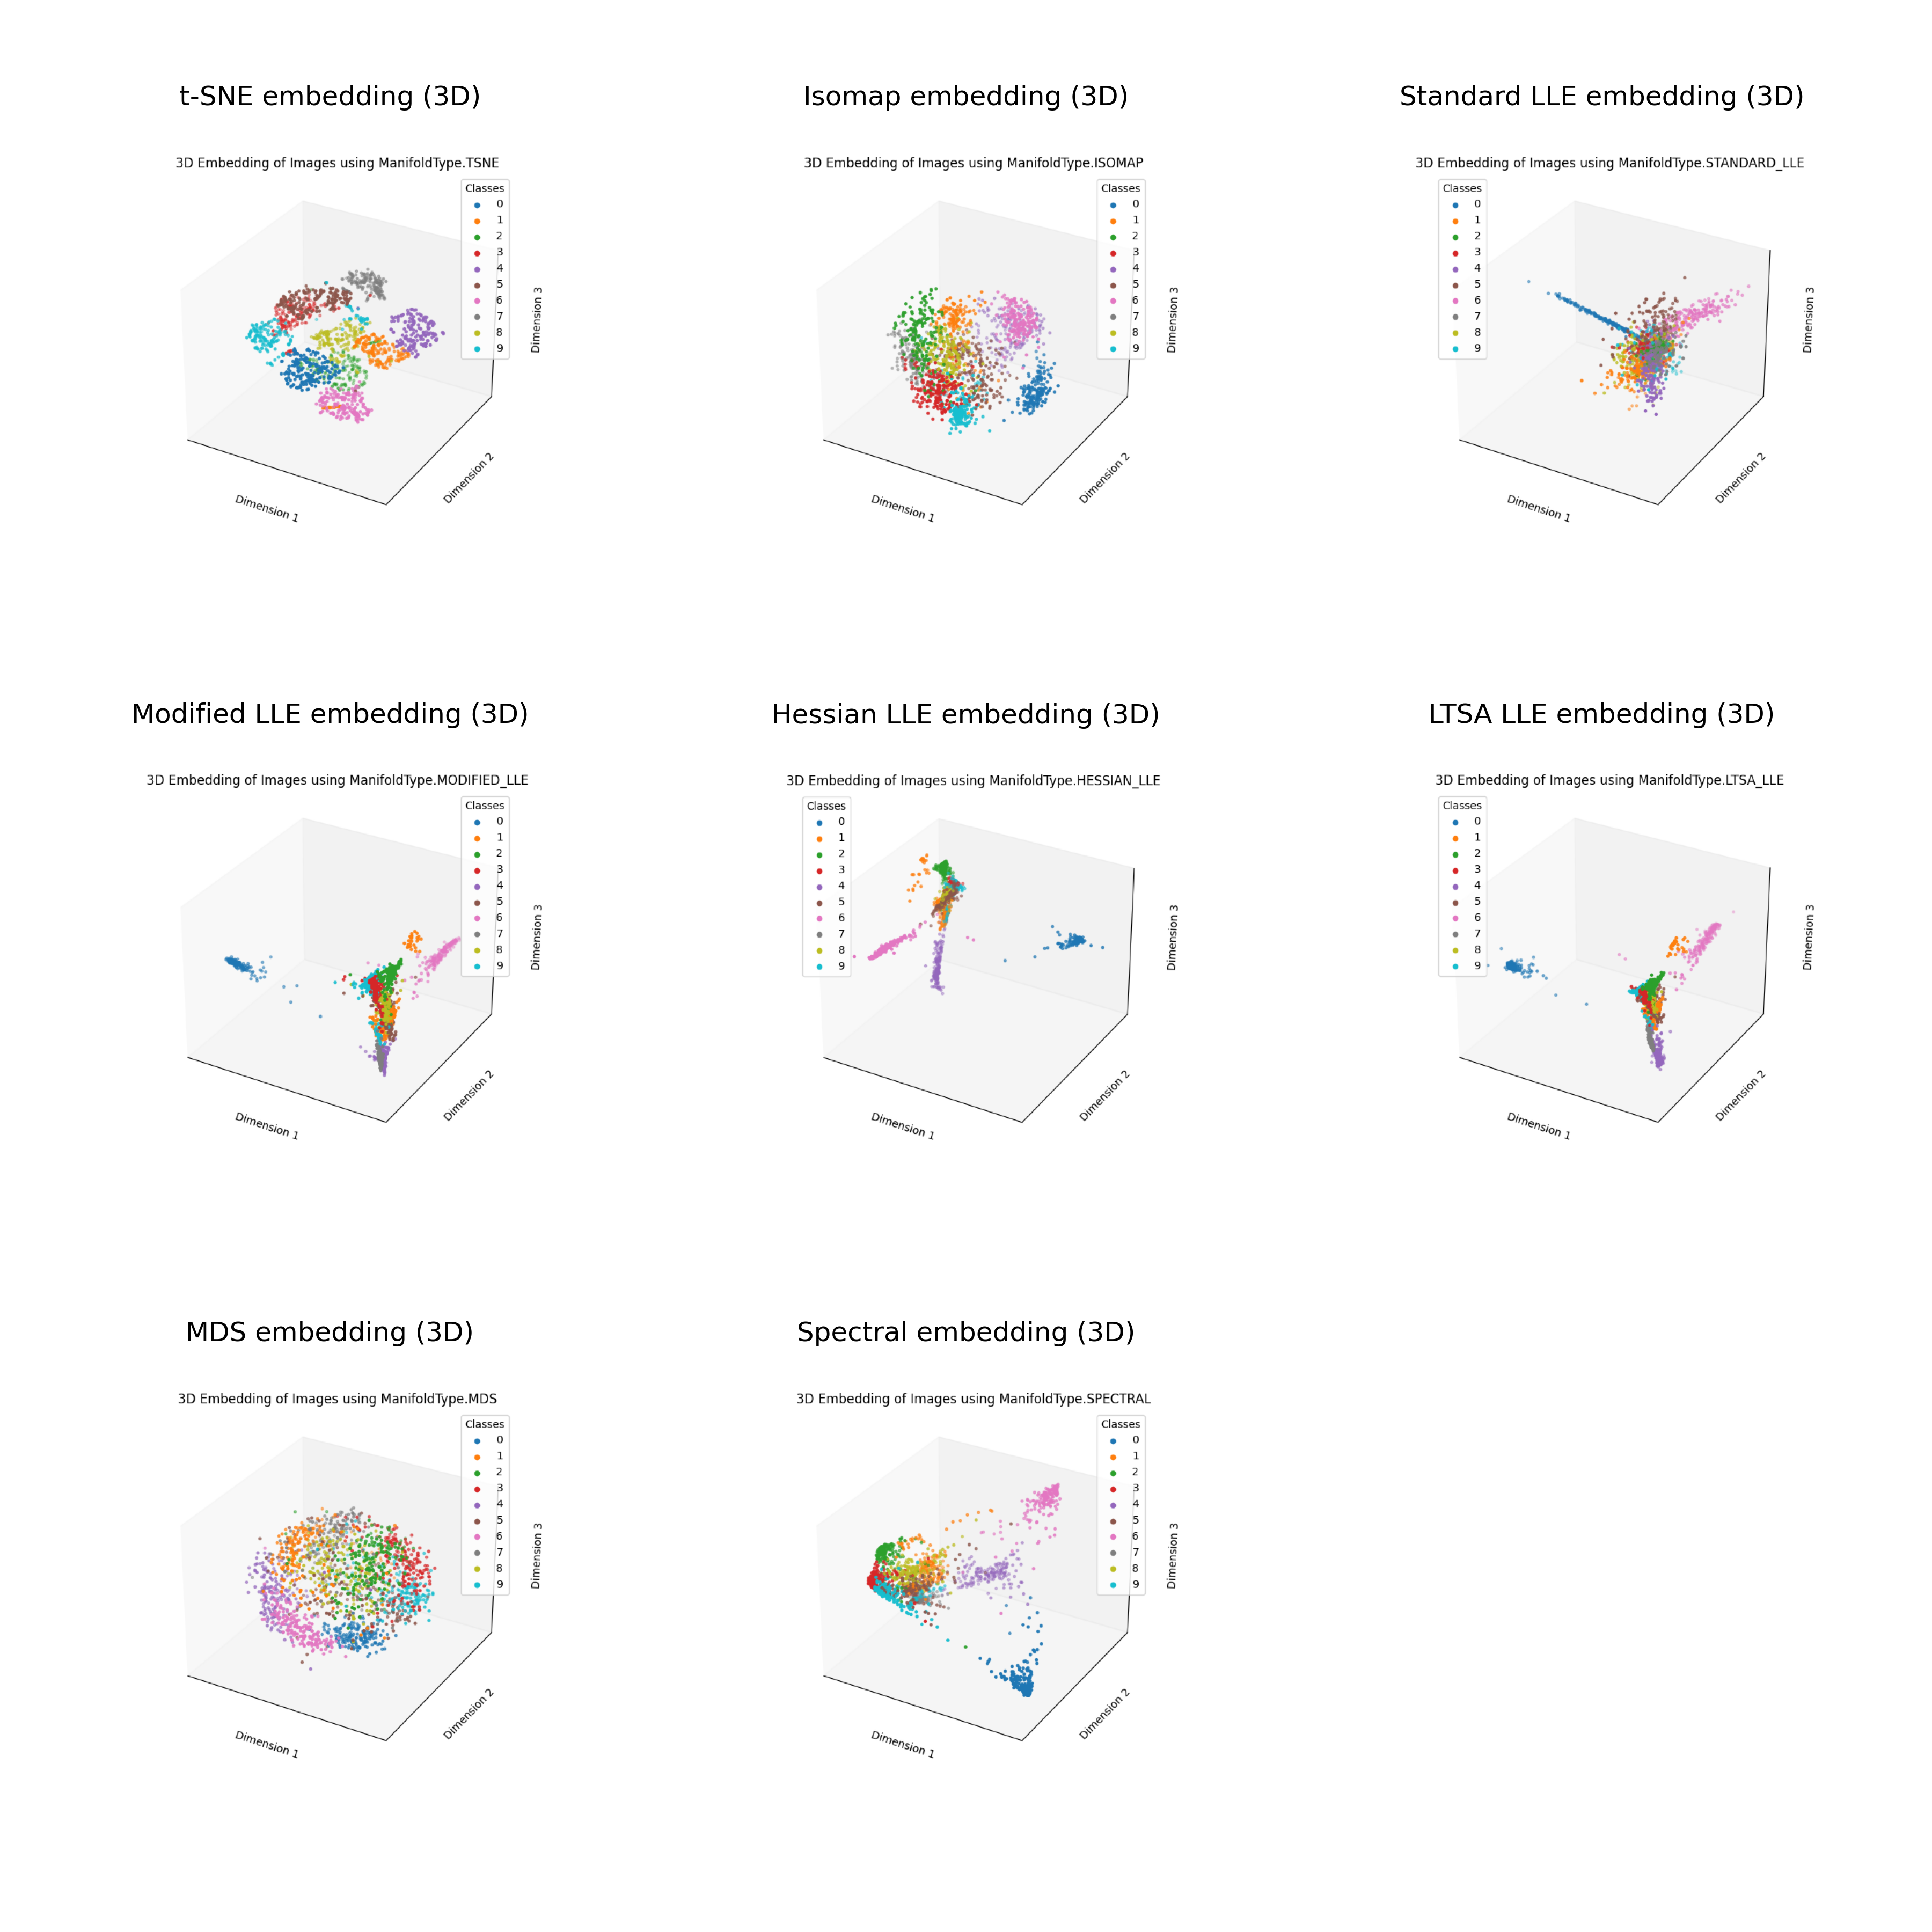 t-SNE embedding (3D)
3D Embedding of Images using ManifoldType.TSNE
Classes
0
1
2
3
4
5
6
7
8
9
Dimension 1
Dimension 2
Dimension 3
Isomap embedding (3D)
3D Embedding of Images using ManifoldType.ISOMAP
Classes
0
1
2
3
4
5
6
7
8
9
Dimension 1
Dimension 2
Dimension 3
Standard LLE embedding (3D)
3D Embedding of Images using ManifoldType.STANDARD_LLE
Classes
0
1
2
3
4
5
6
7
8
9
Dimension 1
Dimension 2
Dimension 3
Modified LLE embedding (3D)
3D Embedding of Images using ManifoldType.MODIFIED_LLE
Classes
0
1
2
3
4
5
6
7
8
9
Dimension 1
Dimension 2
Dimension 3
Hessian LLE embedding (3D)
3D Embedding of Images using ManifoldType.HESSIAN_LLE
Classes
0
1
2
3
4
5
6
7
8
9
Dimension 1
Dimension 2
Dimension 3
LTSA LLE embedding (3D)
3D Embedding of Images using ManifoldType.LTSA_LLE
Classes
0
1
2
3
4
5
6
7
8
9
Dimension 1
Dimension 2
Dimension 3
MDS embedding (3D)
3D Embedding of Images using ManifoldType.MDS
Classes
0
1
2
3
4
5
6
7
8
9
Dimension 1
Dimension 2
Dimension 3
Spectral embedding (3D)
3D Embedding of Images using ManifoldType.SPECTRAL
Classes
0
1
2
3
4
5
6
7
8
9
Dimension 1
Dimension 2
Dimension 3